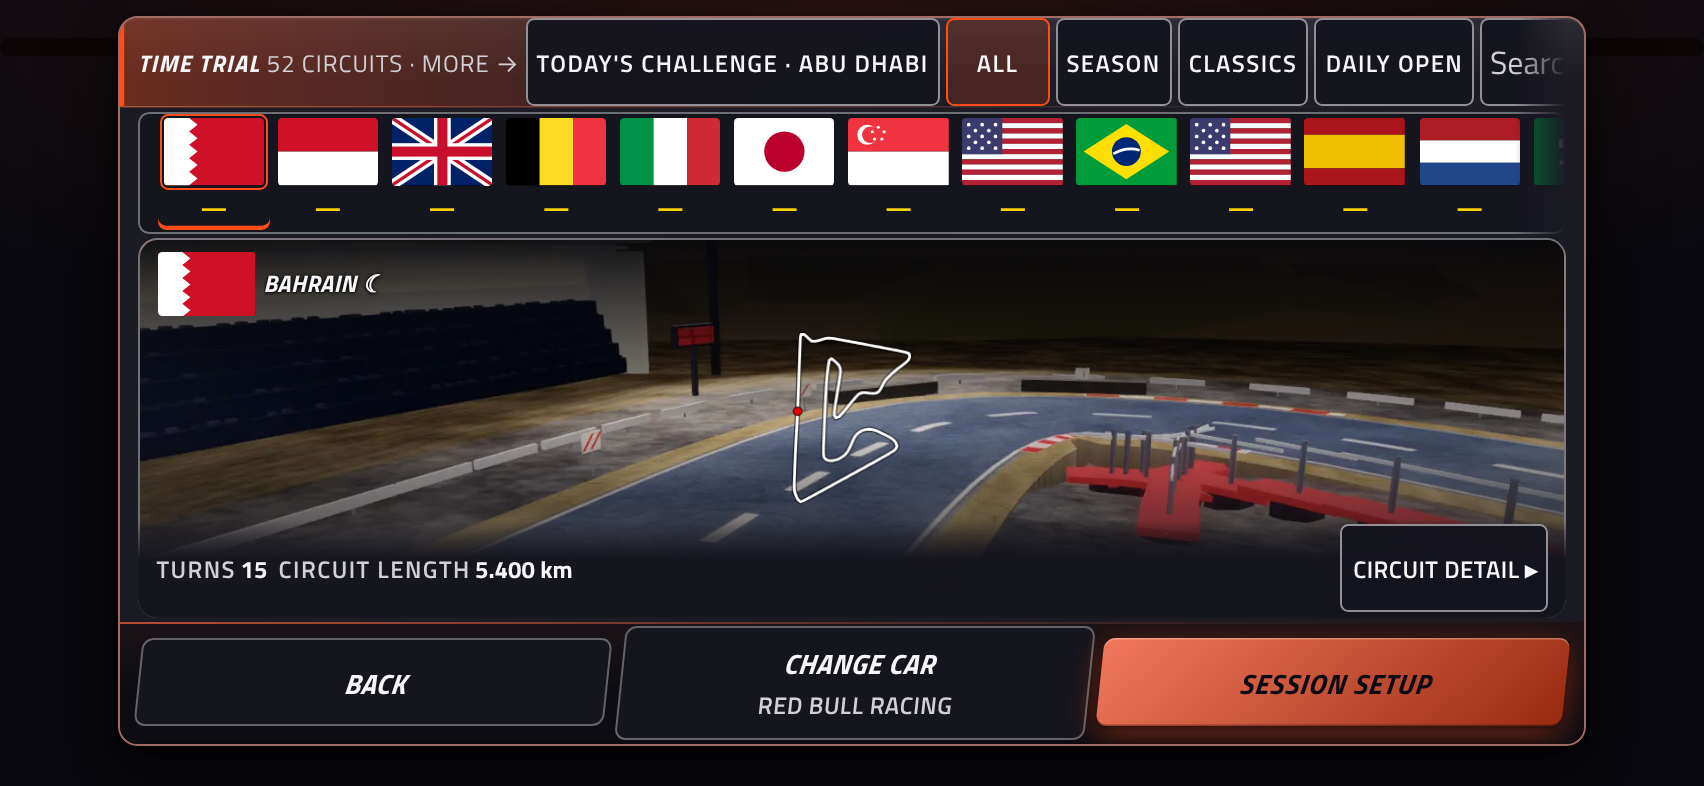 TIME TRIAL 52 CIRCUITS · MORE →
TODAY'S CHALLENGE · ABU DHABI
ALL
SEASON
CLASSICS
DAILY OPEN
Searc
BAHRAIN ☾
TURNS 15 CIRCUIT LENGTH 5.400 km
CIRCUIT DETAIL ▸
BACK
CHANGE CAR
RED BULL RACING
SESSION SETUP